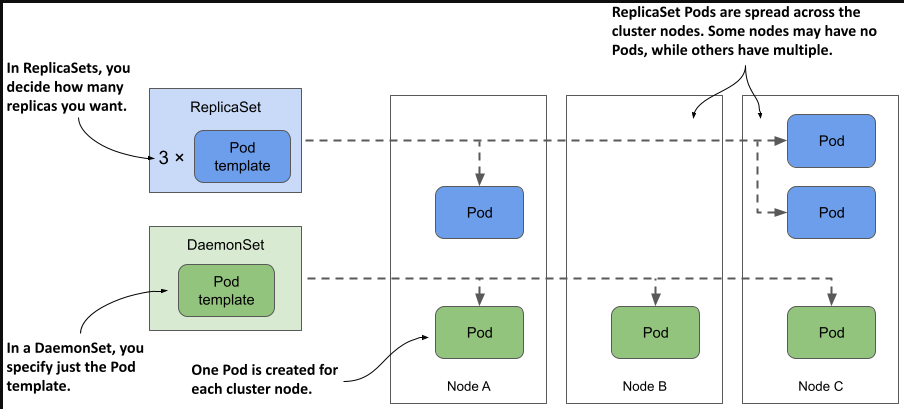 ReplicaSet Pods are spread across the
cluster nodes. Some nodes may have no
Pods, while others have multiple.
In ReplicaSets, you
decide how many
replicas you want.
ReplicaSet
3 ×
Pod
template
Pod
Pod
Pod
DaemonSet
Pod
template
Pod
Pod
Pod
In a DaemonSet, you
specify just the Pod
template.
One Pod is created for
each cluster node.
Node A
Node B
Node C